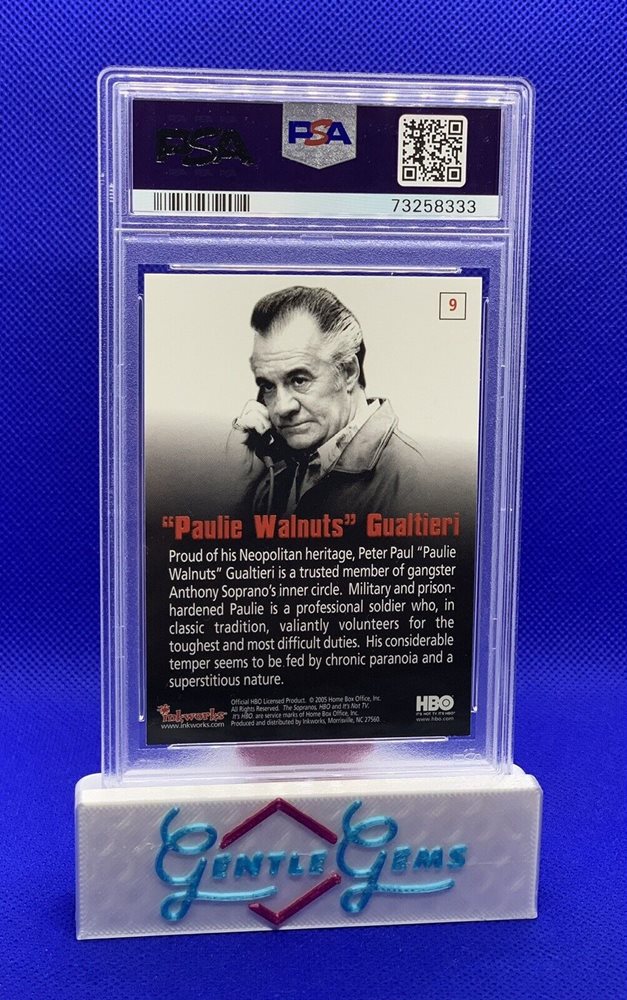 PSA
PSA
73258333
9
"Paulie Walnuts" Gualtieri
Proud of his Neopolitan heritage, Peter Paul "Paulie
Walnuts" Gualtieri is a trusted member of gangster
Anthony Soprano's inner circle. Military and prison-
hardened Paulie is a professional soldier who, in
classic tradition, valiantly volunteers for the
toughest and most difficult duties. His considerable
temper seems to be fed by chronic paranoia and a
superstitious nature.
inkworks
www.inkworks.com
Official HBO Licensed Product. © 2005 Home Box Office, Inc.
All Rights Reserved. The Sopranos, HBO and It's Not TV.
It's HBO. are service marks of Home Box Office, Inc.
Produced and distributed by Inkworks, Morrisville, NC 27560.
HBO
IT'S NOT TV. IT'S HBO.
www.hbo.com
GENTLE GEMS